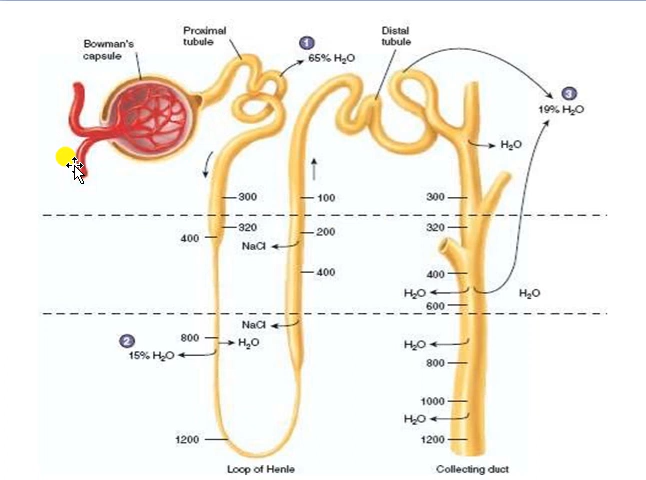 Bowman's
capsule
Proximal
tubule
1
65% H₂O
Distal
tubule
3
19% H₂O
H₂O
300
320
400
NaCl
100
200
400
NaCl
2
15% H₂O
800
H₂O
1200
Loop of Henle
300
320
400
H₂O
600
H₂O
H₂O
800
1000
H₂O
1200
Collecting duct